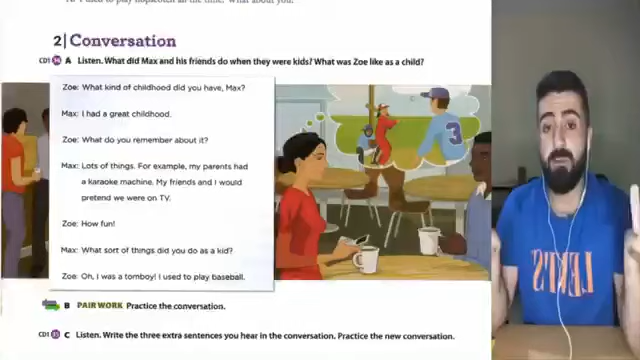 2 | Conversation
CD1 A Listen. What did Max and his friends do when they were kids? What was Zoe like as a child?
Zoe: What kind of childhood did you have, Max?
Max: I had a great childhood.
Zoe: What do you remember about it?
Max: Lots of things. For example, my parents had
a karaoke machine. My friends and I would
pretend we were on TV.
Zoe: How fun!
Max: What sort of things did you do as a kid?
Zoe: Oh, I was a tomboy! I used to play baseball.
3
B PAIR WORK Practice the conversation.
CD1 C Listen. Write the three extra sentences you hear in the conversation. Practice the new conversation.